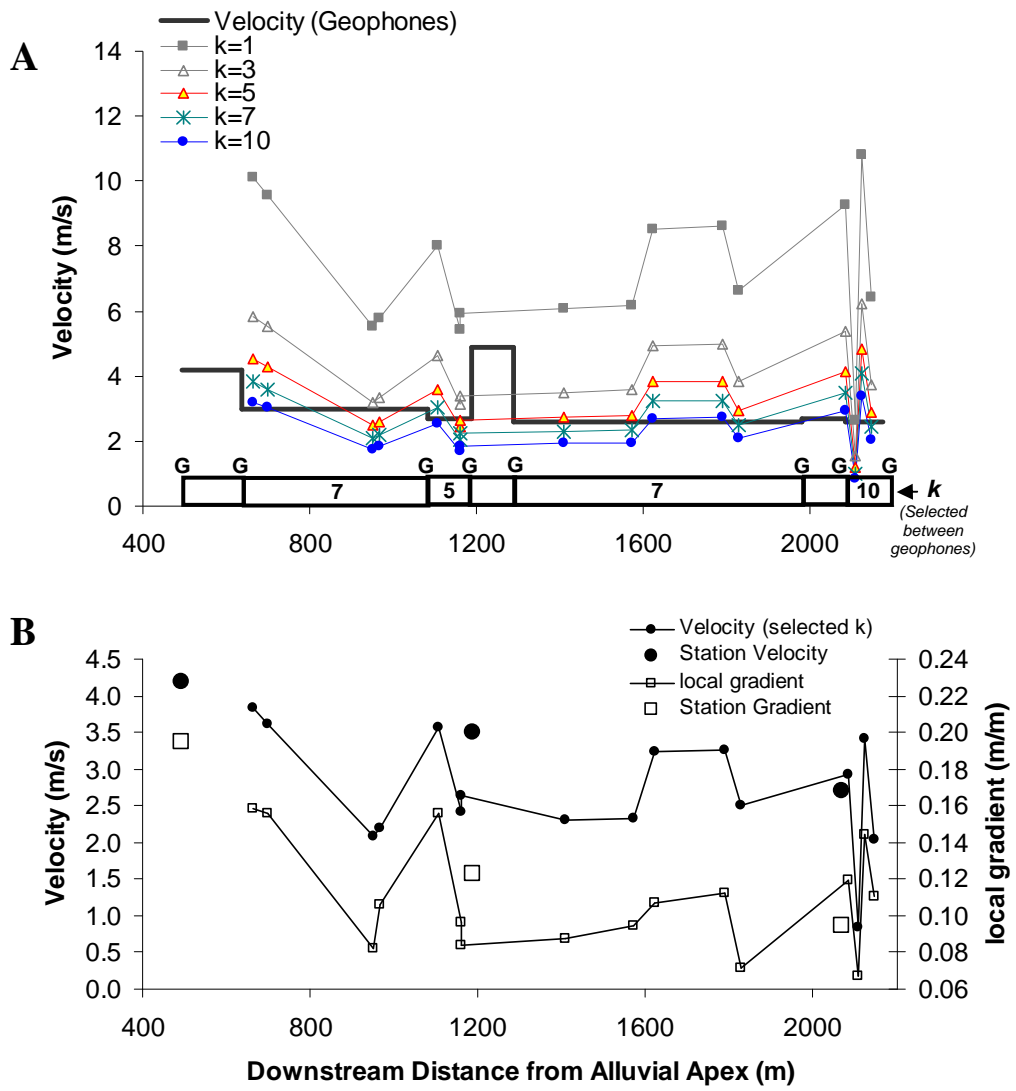 A
Velocity (Geophones)
k=1
k=3
k=5
k=7
k=10
14
12
10
8
6
4
2
0
Velocity (m/s)
G G G G G G G G
7 5 7 10
k
(Selected
between
geophones)
400 800 1200 1600 2000
B
Velocity (selected k)
Station Velocity
local gradient
Station Gradient
4.5
4.0
3.5
3.0
2.5
2.0
1.5
1.0
0.5
0.0
Velocity (m/s)
0.24
0.22
0.20
0.18
0.16
0.14
0.12
0.10
0.08
0.06
local gradient (m/m)
400 800 1200 1600 2000
Downstream Distance from Alluvial Apex (m)